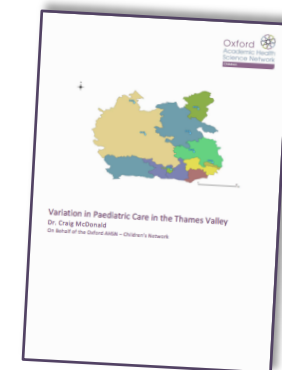 Oxford
Academic Health
Science Network
Variation in Paediatric Care in the Thames Valley
Dr. Craig McDonald
On Behalf of the Oxford AHSN – Children's Network